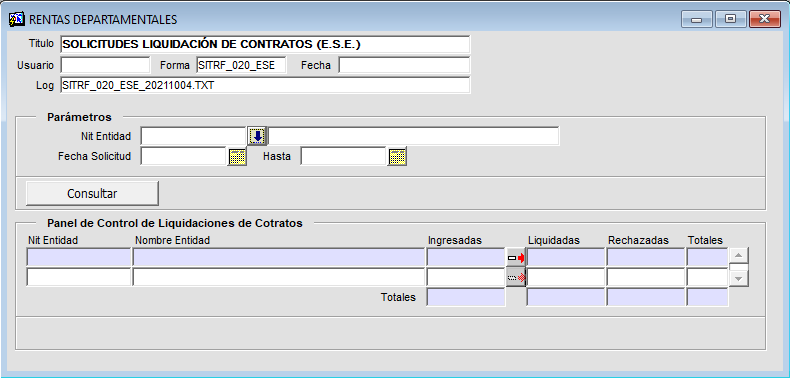 RENTAS DEPARTAMENTALES
Titulo SOLICITUDES LIQUIDACIÓN DE CONTRATOS (E.S.E.)
Usuario Forma SITRF_020_ESE Fecha
Log SITRF_020_ESE_20211004.TXT
Parámetros
Nit Entidad
Fecha Solicitud Hasta
Consultar
Panel de Control de Liquidaciones de Cotratos
Nit Entidad Nombre Entidad Ingresadas Liquidadas Rechazadas Totales
Totales